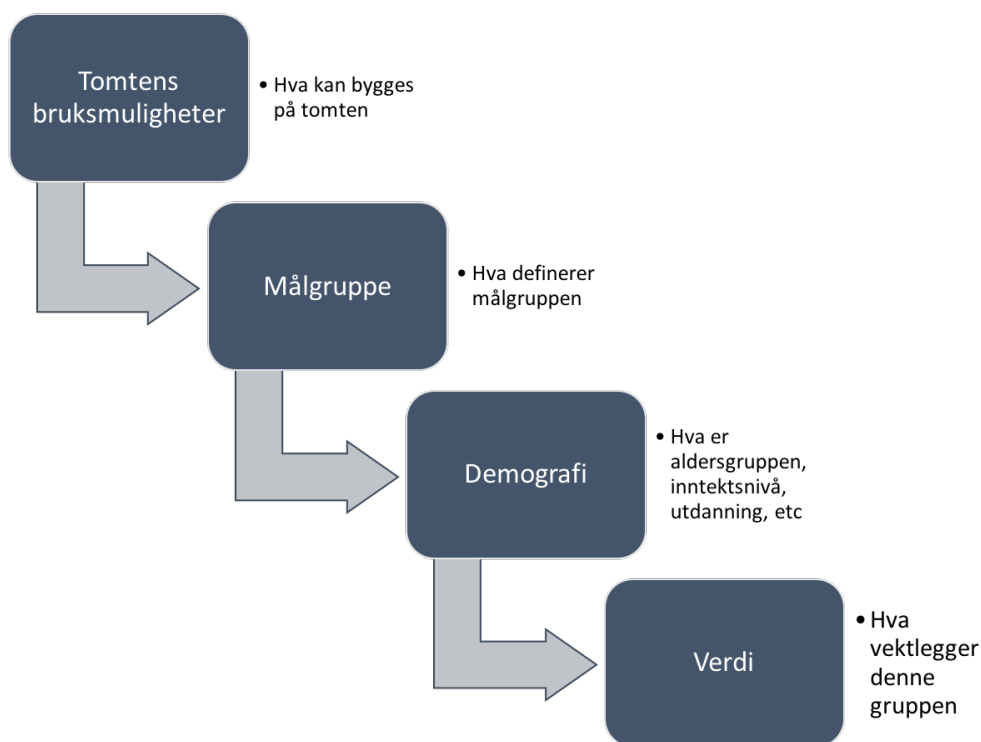 Tomtens
bruksmuligheter
• Hva kan bygges
på tomten
Målgruppe
• Hva definerer
målgruppen
Demografi
• Hva er
aldersgruppen,
inntektsnivå,
utdanning, etc
Verdi
• Hva
vektlegger
denne
gruppen